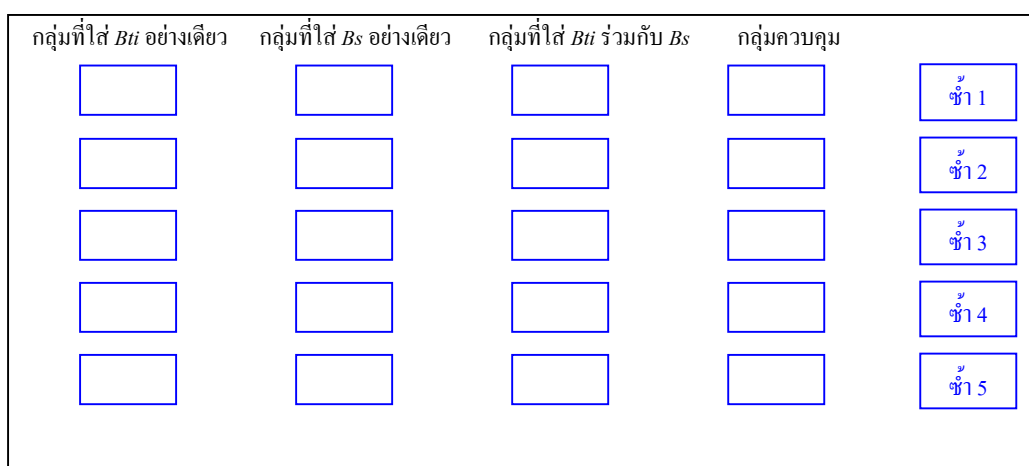 กลุ่มที่ใส่ Bti อย่างเดียว กลุ่มที่ใส่ Bs อย่างเดียว กลุ่มที่ใส่ Bti ร่วมกับ Bs กลุ่มควบคุม
ซ้ำ 1
ซ้ำ 2
ซ้ำ 3
ซ้ำ 4
ซ้ำ 5